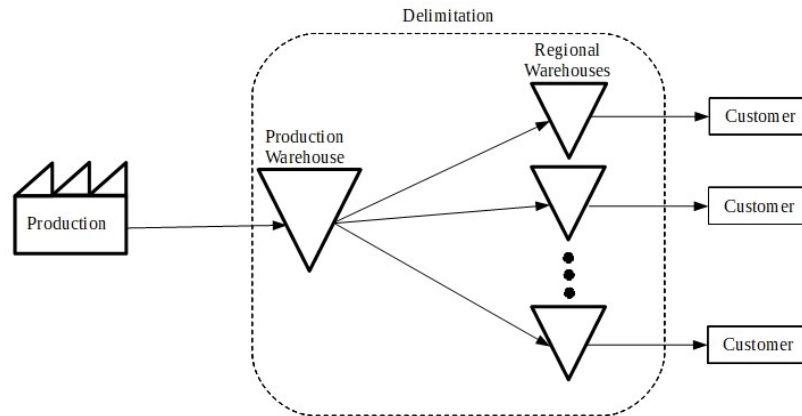 Delimitation
Regional
Warehouses
Production
Warehouse
Production
Customer
Customer
Customer